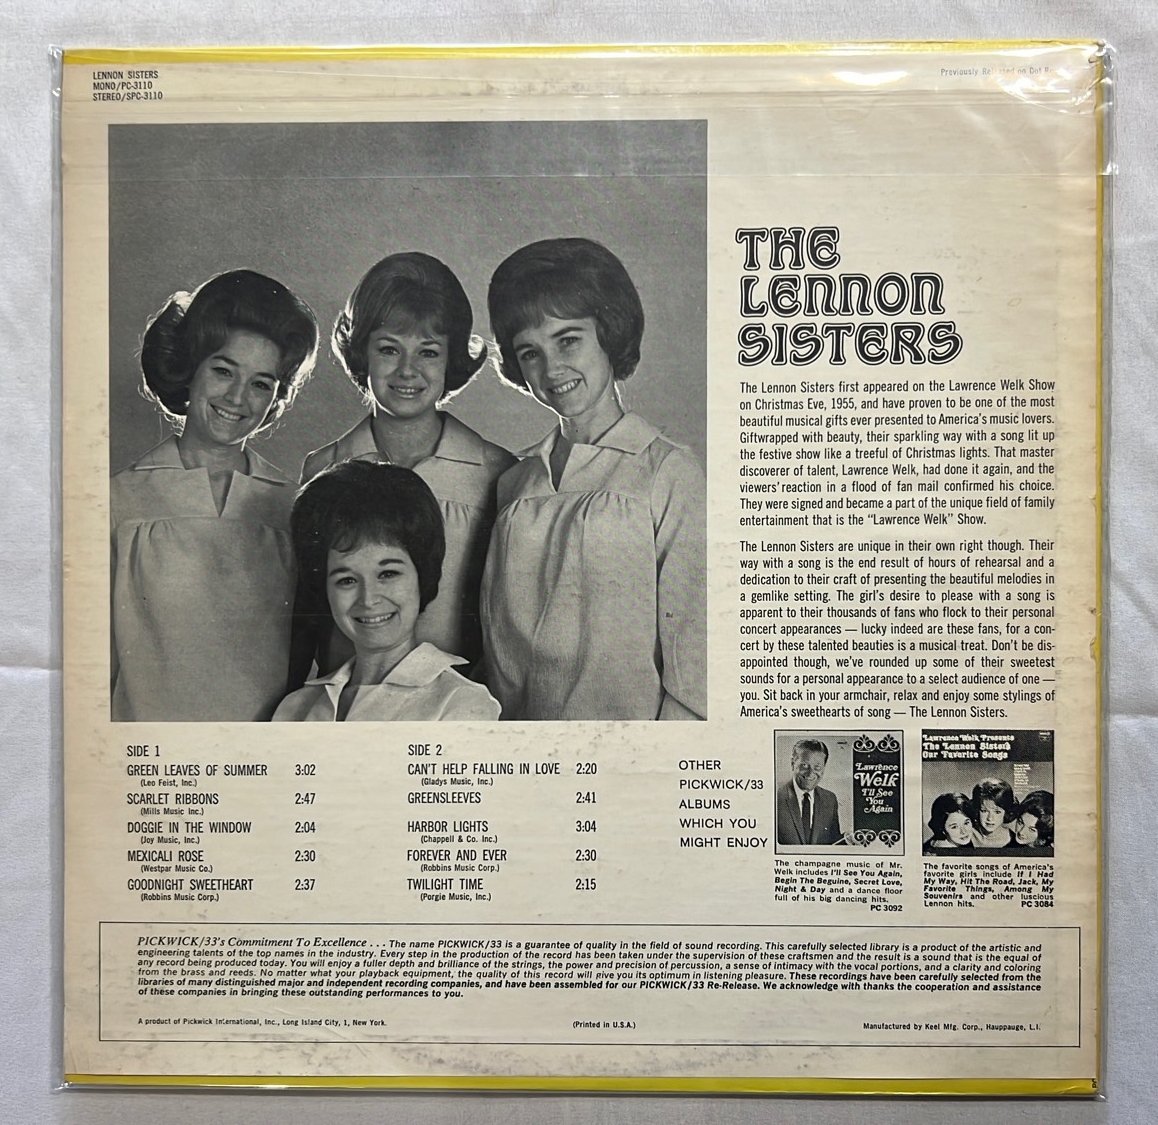 LENNON SISTERS
MONO/PC-3110
STEREO/SPC-3110
Previously Released on Dot
THE
LENNON
SISTERS
The Lennon Sisters first appeared on the Lawrence Welk Show
on Christmas Eve, 1955, and have proven to be one of the most
beautiful musical gifts ever presented to America's music lovers.
Giftwrapped with beauty, their sparkling way with a song lit up
the festive show like a treeful of Christmas lights. That master
discoverer of talent, Lawrence Welk, had done it again, and the
viewers' reaction in a flood of fan mail confirmed his choice.
They were signed and became a part of the unique field of family
entertainment that is the "Lawrence Welk" Show.
The Lennon Sisters are unique in their own right though. Their
way with a song is the end result of hours of rehearsal and a
dedication to their craft of presenting the beautiful melodies in
a gemlike setting. The girl's desire to please with a song is
apparent to their thousands of fans who flock to their personal
concert appearances — lucky indeed are these fans, for a con-
cert by these talented beauties is a musical treat. Don't be dis-
appointed though, we've rounded up some of their sweetest
sounds for a personal appearance to a select audience of one —
you. Sit back in your armchair, relax and enjoy some stylings of
America's sweethearts of song — The Lennon Sisters.
SIDE 1
GREEN LEAVES OF SUMMER 3:02
(Leo Feist, Inc.)
SCARLET RIBBONS 2:47
(Mills Music Inc.)
DOGGIE IN THE WINDOW 2:04
(Joy Music, Inc.)
MEXICALI ROSE 2:30
(Westpar Music Co.)
GOODNIGHT SWEETHEART 2:37
(Robbins Music Corp.)
SIDE 2
CAN'T HELP FALLING IN LOVE 2:20
(Gladys Music, Inc.)
GREENSLEEVES 2:41
HARBOR LIGHTS 3:04
(Chappell & Co. Inc.)
FOREVER AND EVER 2:30
(Robbins Music Corp.)
TWILIGHT TIME 2:15
(Porgie Music, Inc.)
OTHER
PICKWICK/33
ALBUMS
WHICH YOU
MIGHT ENJOY
Lawrence
Welk
I'll See
You
Again
The champagne music of Mr.
Welk includes I'll See You Again,
Begin The Beguine, Secret Love,
Night & Day and a dance floor
full of his big dancing hits.
PC 3092
Lawrence Welk Presents
The Lennon Sisters
Our Favorite Songs
The favorite songs of America's
favorite girls include If I Had
My Way, Hit The Road, Jack, My
Favorite Things, Among My
Souvenirs and other luscious
Lennon hits. PC 3084
PICKWICK/33's Commitment To Excellence . . . The name PICKWICK/33 is a guarantee of quality in the field of sound recording. This carefully selected library is a product of the artistic and
engineering talents of the top names in the industry. Every step in the production of the record has been taken under the supervision of these craftsmen and the result is a sound that is the equal of
any record being produced today. You will enjoy a fuller depth and brilliance of the strings, the power and precision of percussion, a sense of intimacy with the vocal portions, and a clarity and coloring
from the brass and reeds. No matter what your playback equipment, the quality of this record will give you its optimum in listening pleasure. These recordings have been carefully selected from the
libraries of many distinguished major and independent recording companies, and have been assembled for our PICKWICK/33 Re-Release. We acknowledge with thanks the cooperation and assistance
of these companies in bringing these outstanding performances to you.
A product of Pickwick International, Inc., Long Island City, 1, New York. (Printed in U.S.A.) Manufactured by Keel Mfg. Corp., Hauppauge, L.I.